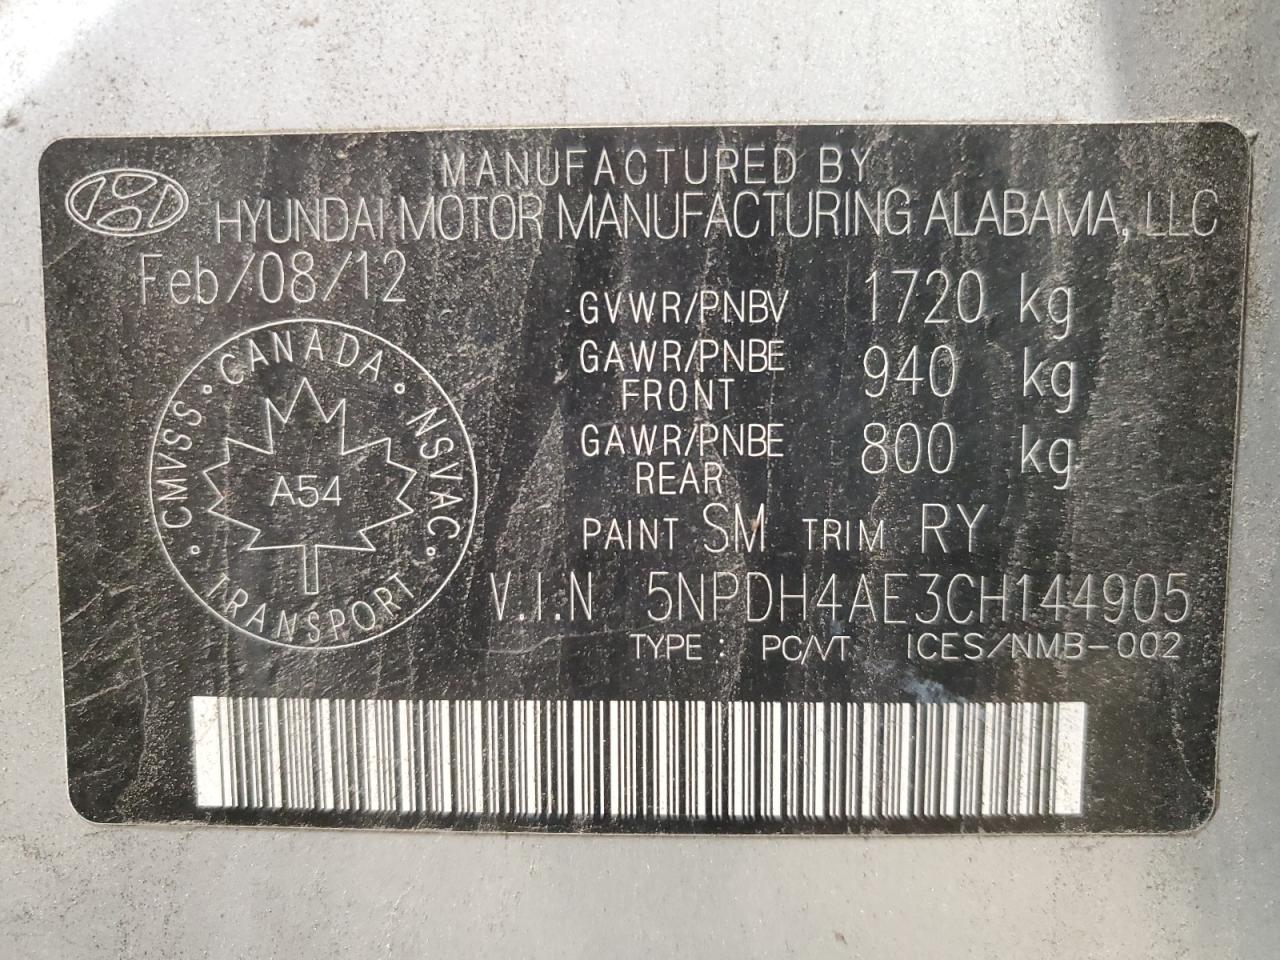 MANUFACTURED BY
HYUNDAI MOTOR MANUFACTURING ALABAMA, LLC
Feb/08/12
GVWR/PNBV 1720 kg
GAWR/PNBE FRONT 940 kg
GAWR/PNBE REAR 800 kg
PAINT SM TRIM RY
V.I.N 5NPDH4AE3CH144905
TYPE : PC/VT ICES/NMB-002
CANADA · NSVAC · TRANSPORT · CMVSS ·
A54